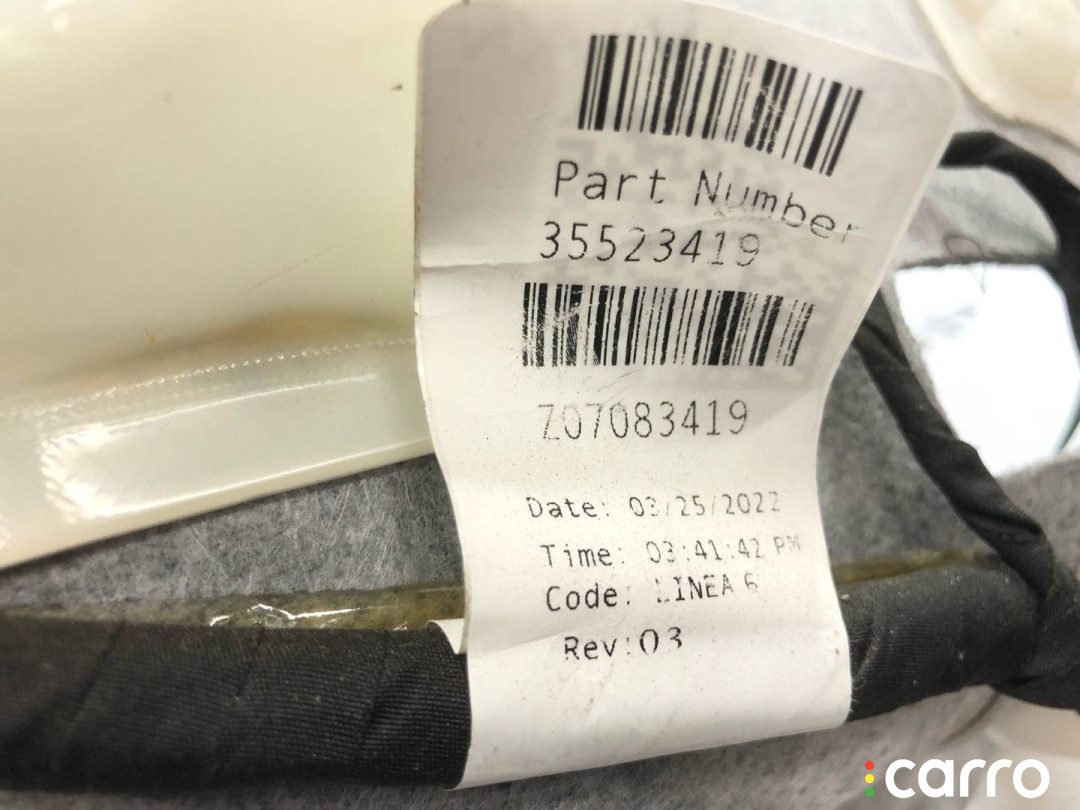 Part Number
35523419
Z07083419
Date: 03/25/2022
Time: 03:41:42 PM
Code: LINEA 6
Rev:03
carro